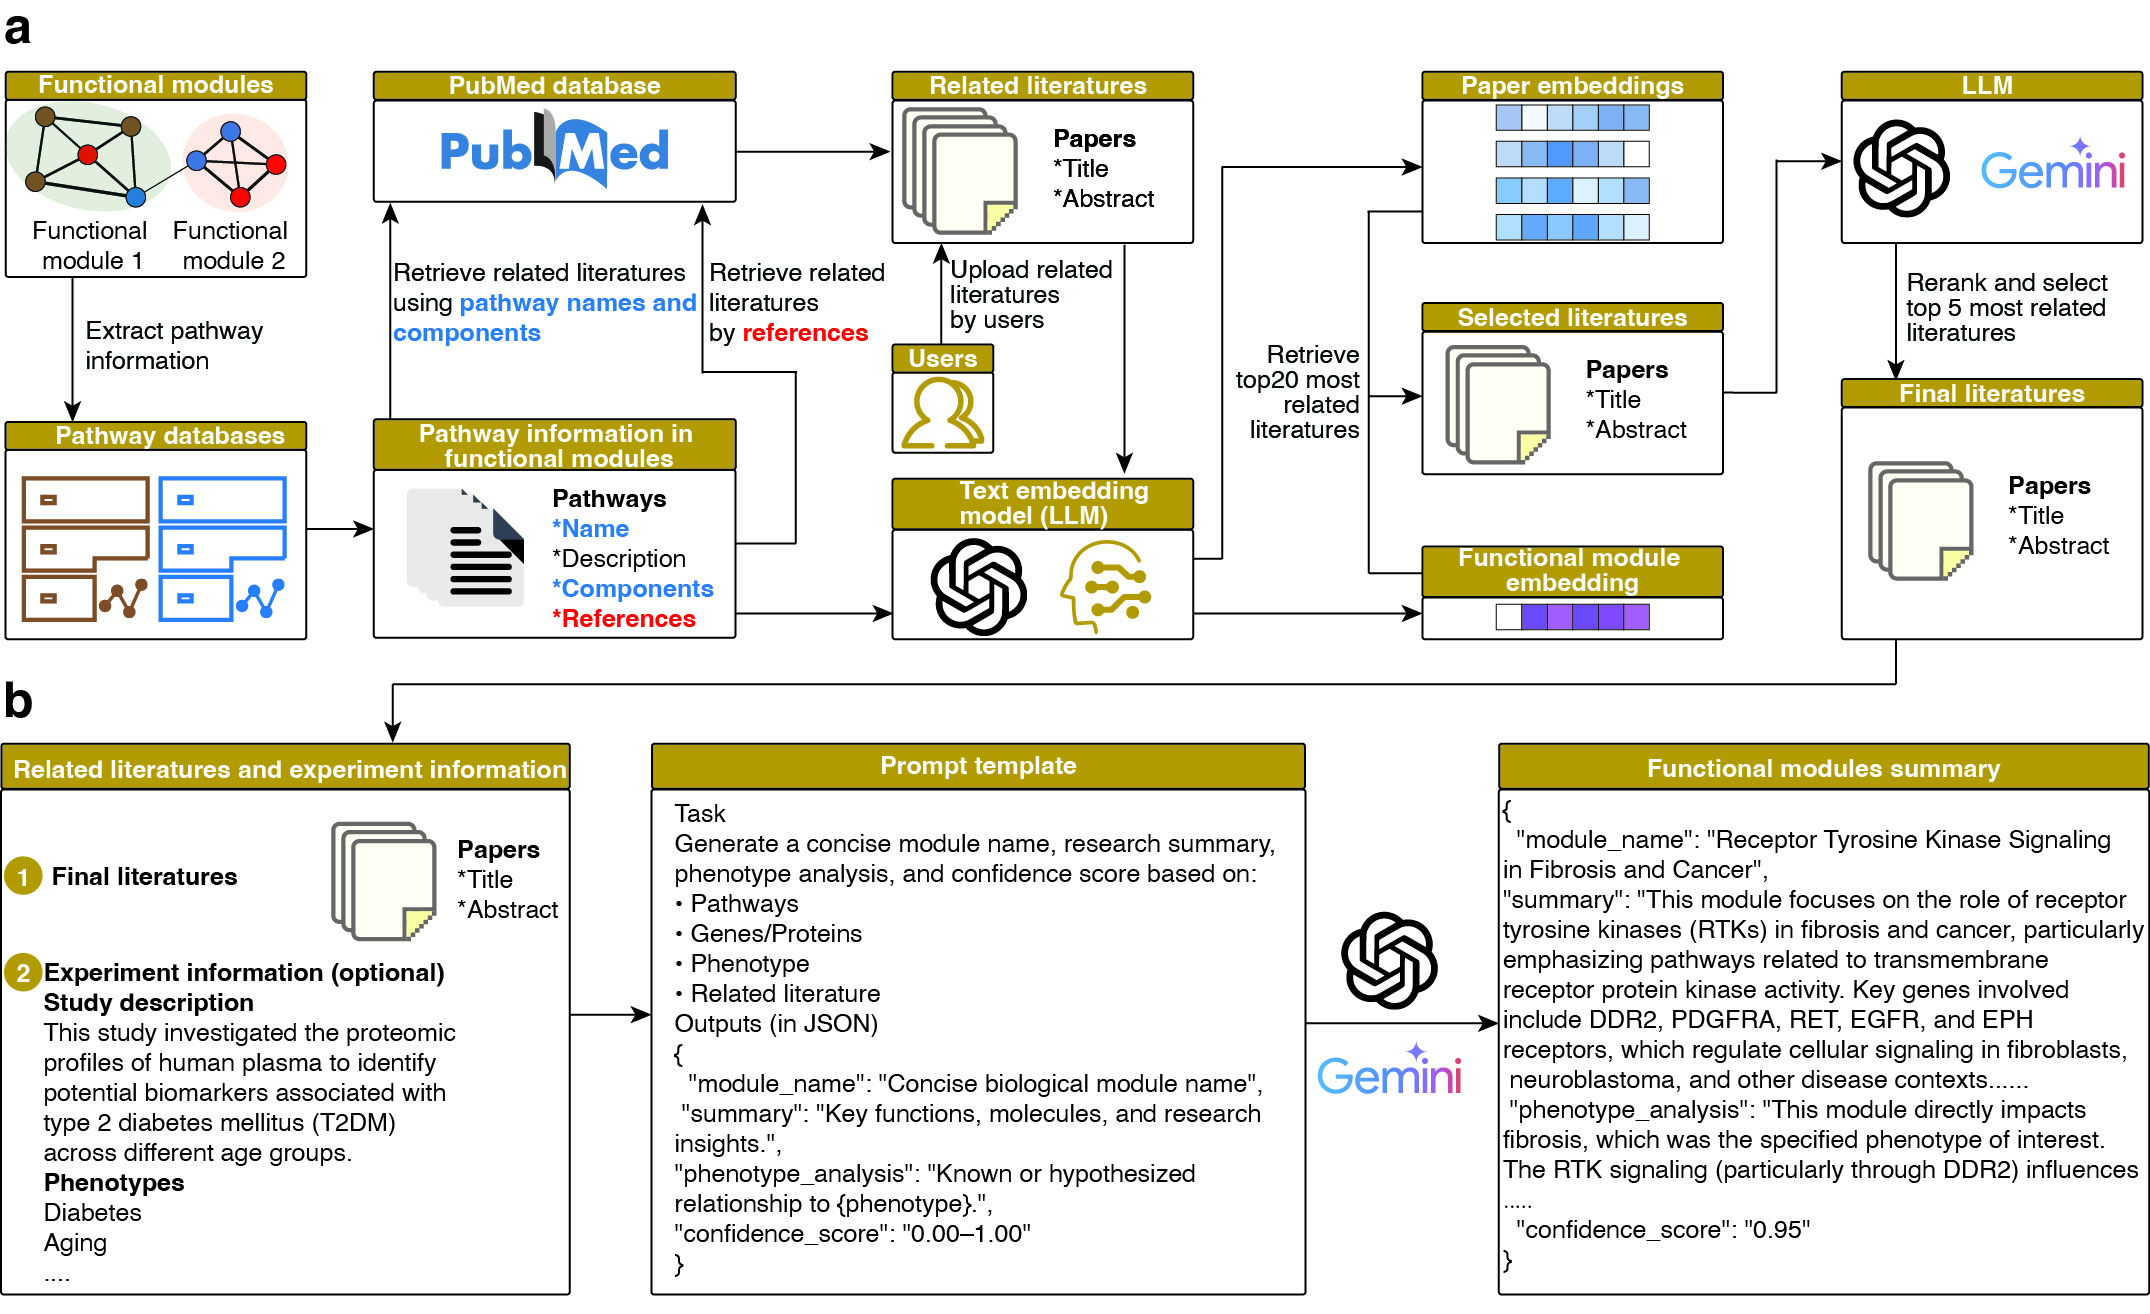 a
Functional modules
Functional
module 1
Functional
module 2
Extract pathway
information
Pathway databases
PubMed database
PubMed
Retrieve related literatures
using pathway names and
components
Retrieve related
literatures
by references
Pathway information in
functional modules
Pathways
*Name
*Description
*Components
*References
Related literatures
Papers
*Title
*Abstract
Upload related
literatures
by users
Users
Text embedding
model (LLM)
Paper embeddings
Retrieve
top20 most
related
literatures
Selected literatures
Papers
*Title
*Abstract
Functional module
embedding
LLM
Gemini
Rerank and select
top 5 most related
literatures
Final literatures
Papers
*Title
*Abstract
b
Related literatures and experiment information
1 Final literatures
Papers
*Title
*Abstract
2 Experiment information (optional)
Study description
This study investigated the proteomic
profiles of human plasma to identify
potential biomarkers associated with
type 2 diabetes mellitus (T2DM)
across different age groups.
Phenotypes
Diabetes
Aging
....
Prompt template
Task
Generate a concise module name, research summary,
phenotype analysis, and confidence score based on:
• Pathways
• Genes/Proteins
• Phenotype
• Related literature
Outputs (in JSON)
{
"module_name": "Concise biological module name",
"summary": "Key functions, molecules, and research
insights.",
"phenotype_analysis": "Known or hypothesized
relationship to {phenotype}.",
"confidence_score": "0.00–1.00"
}
Gemini
Functional modules summary
{
"module_name": "Receptor Tyrosine Kinase Signaling
in Fibrosis and Cancer",
"summary": "This module focuses on the role of receptor
tyrosine kinases (RTKs) in fibrosis and cancer, particularly
emphasizing pathways related to transmembrane
receptor protein kinase activity. Key genes involved
include DDR2, PDGFRA, RET, EGFR, and EPH
receptors, which regulate cellular signaling in fibroblasts,
neuroblastoma, and other disease contexts......
"phenotype_analysis": "This module directly impacts
fibrosis, which was the specified phenotype of interest.
The RTK signaling (particularly through DDR2) influences
.....
"confidence_score": "0.95"
}